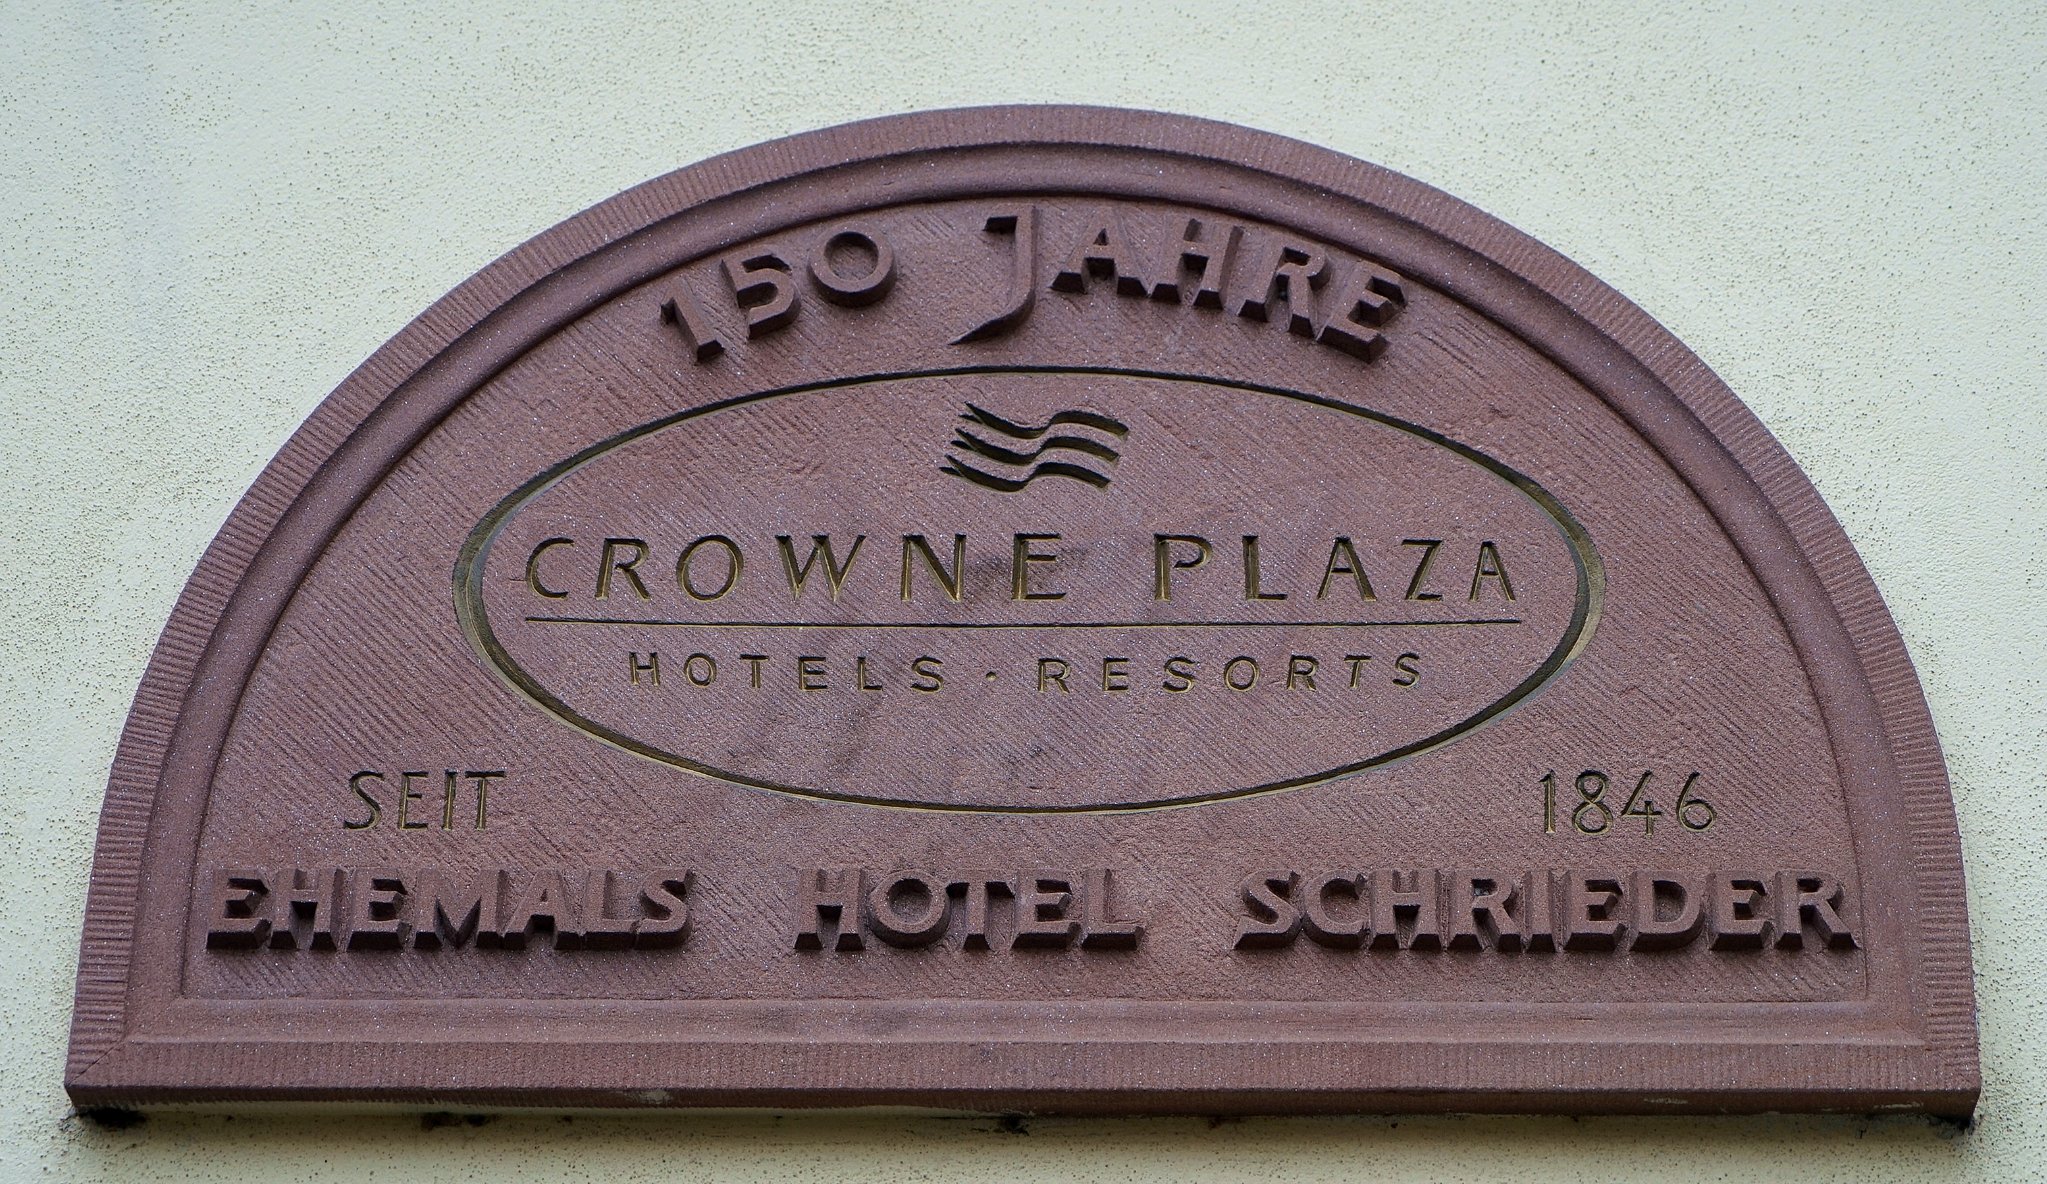 150 JAHRE
CROWNE PLAZA
HOTELS · RESORTS
SEIT 1846
EHEMALS HOTEL SCHRIEDER